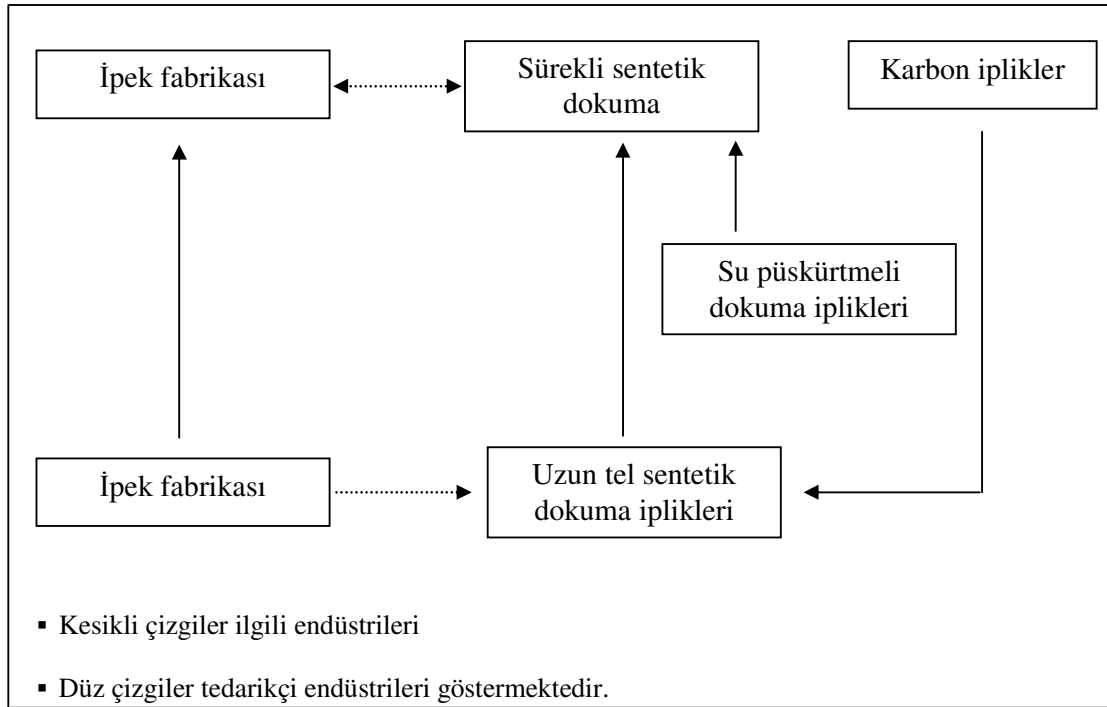 İpek fabrikası
Sürekli sentetik
dokuma
Karbon iplikler
Su püskürtmeli
dokuma iplikleri
İpek fabrikası
Uzun tel sentetik
dokuma iplikleri
▪ Kesikli çizgiler ilgili endüstrileri
▪ Düz çizgiler tedarikçi endüstrileri göstermektedir.